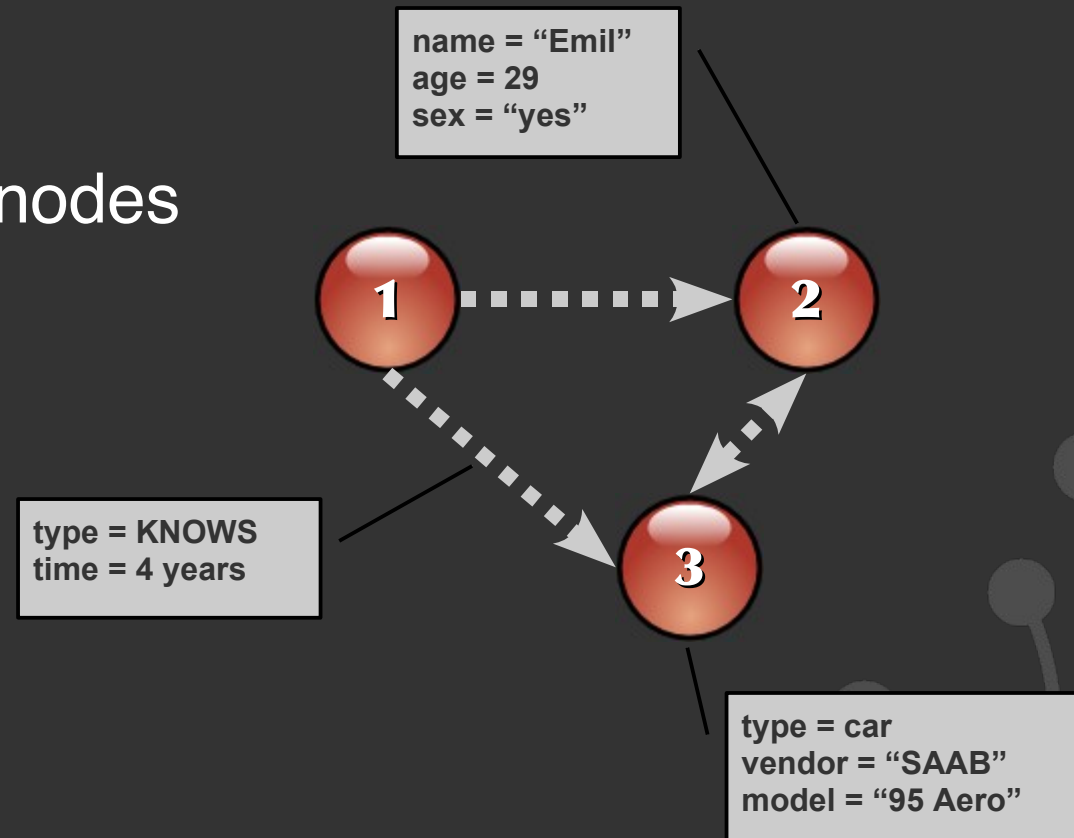 name = “Emil”
age = 29
sex = “yes”
nodes
1
2
type = KNOWS
time = 4 years
3
type = car
vendor = “SAAB”
model = “95 Aero”